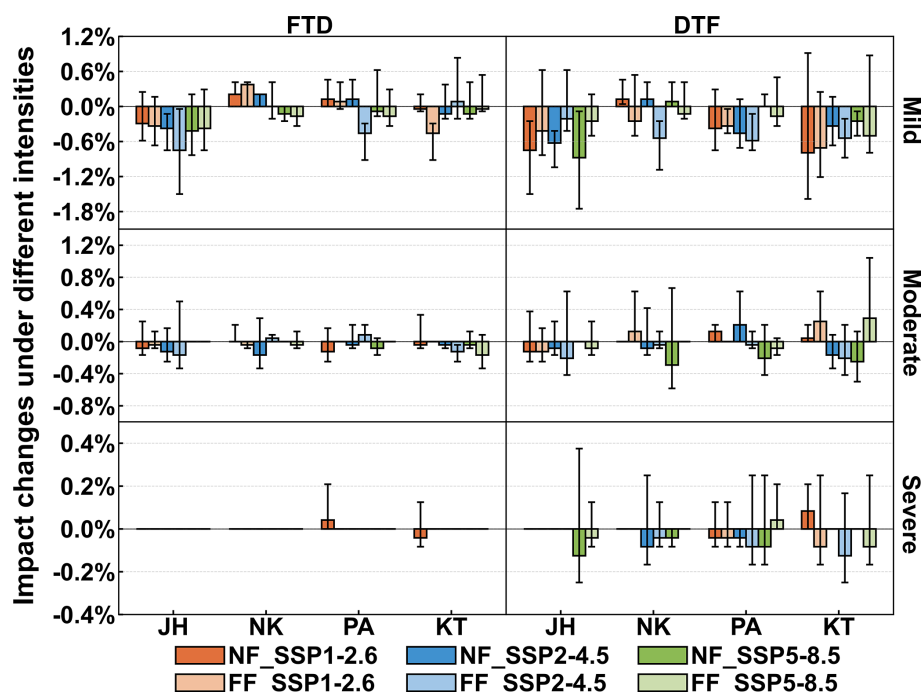 FTD DTF
Impact changes under different intensities
1.2%
0.6%
0.0%
-0.6%
-1.2%
-1.8%
Mild
1.2%
0.8%
0.4%
0.0%
-0.4%
-0.8%
Moderate
0.4%
0.2%
0.0%
-0.2%
-0.4%
Severe
JH NK PA KT JH NK PA KT
NF_SSP1-2.6 NF_SSP2-4.5 NF_SSP5-8.5
FF_SSP1-2.6 FF_SSP2-4.5 FF_SSP5-8.5